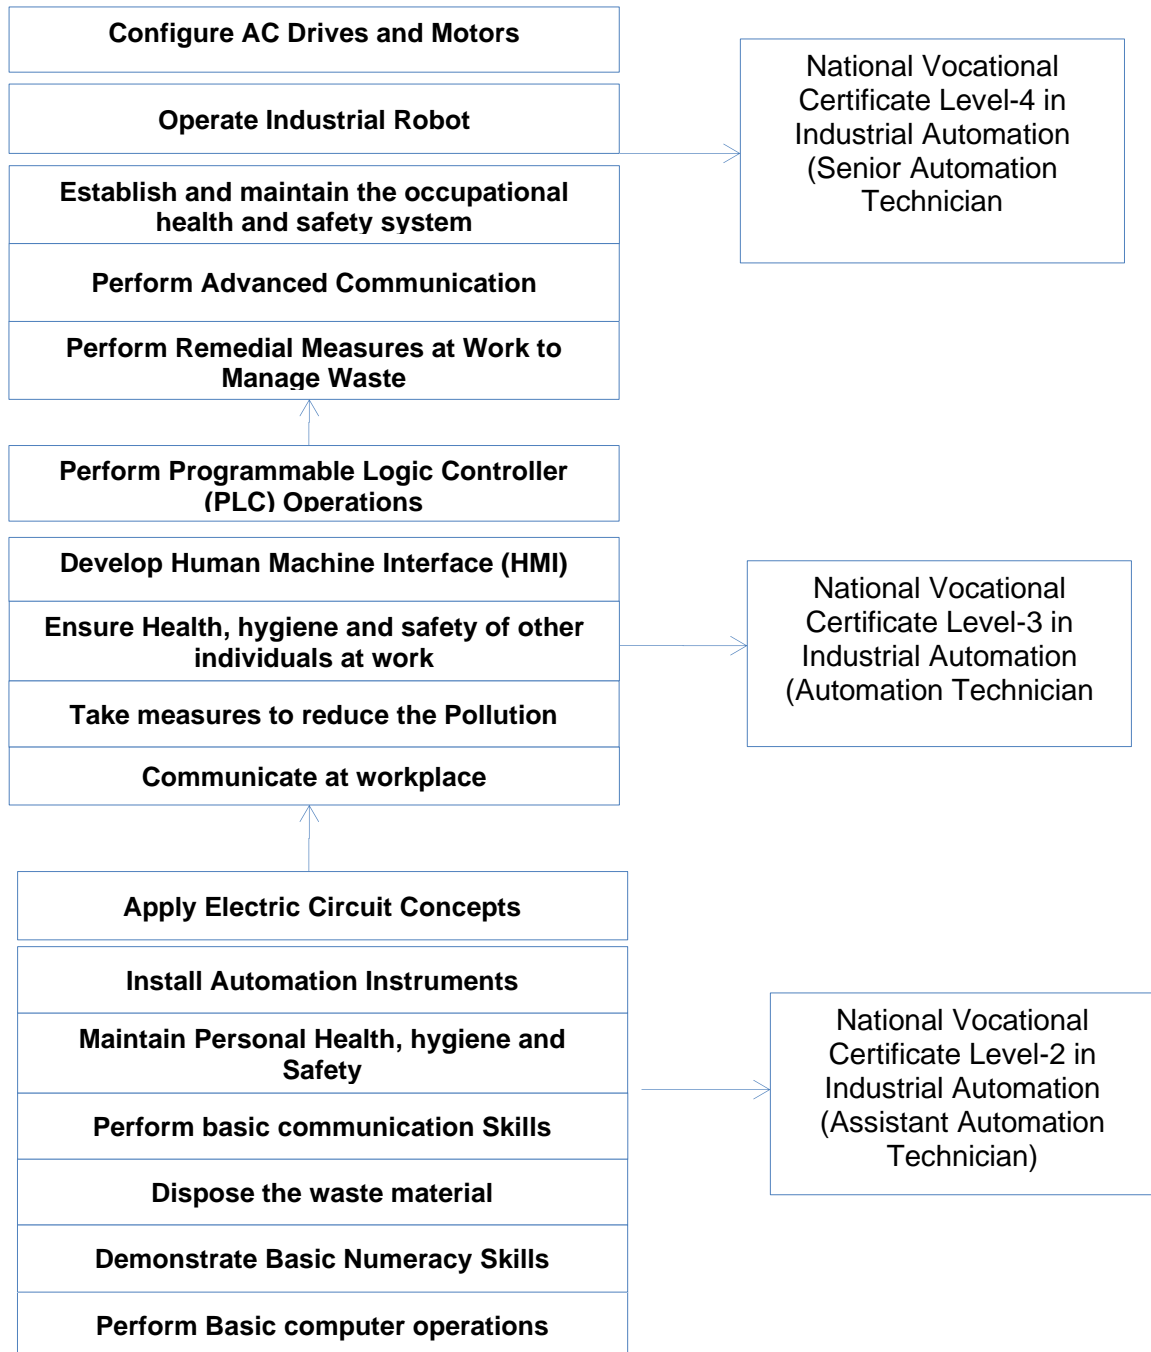 Configure AC Drives and Motors
Operate Industrial Robot
Establish and maintain the occupational
health and safety system
Perform Advanced Communication
Perform Remedial Measures at Work to
Manage Waste
National Vocational
Certificate Level-4 in
Industrial Automation
(Senior Automation
Technician
Perform Programmable Logic Controller
(PLC) Operations
Develop Human Machine Interface (HMI)
Ensure Health, hygiene and safety of other
individuals at work
Take measures to reduce the Pollution
Communicate at workplace
National Vocational
Certificate Level-3 in
Industrial Automation
(Automation Technician
Apply Electric Circuit Concepts
Install Automation Instruments
Maintain Personal Health, hygiene and
Safety
Perform basic communication Skills
Dispose the waste material
Demonstrate Basic Numeracy Skills
Perform Basic computer operations
National Vocational
Certificate Level-2 in
Industrial Automation
(Assistant Automation
Technician)